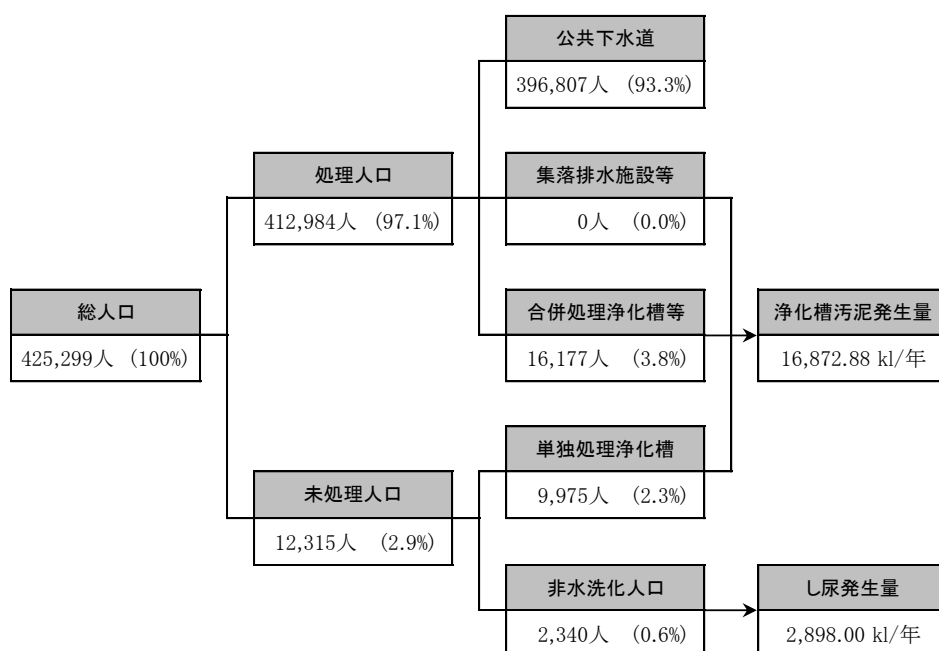 公共下水道
396,807人 (93.3%)
処理人口
412,984人 (97.1%)
集落排水施設等
0人 (0.0%)
総人口
425,299人 (100%)
合併処理浄化槽等
16,177人 (3.8%)
浄化槽汚泥発生量
16,872.88 kl/年
単独処理浄化槽
9,975人 (2.3%)
未処理人口
12,315人 (2.9%)
非水洗化人口
2,340人 (0.6%)
し尿発生量
2,898.00 kl/年